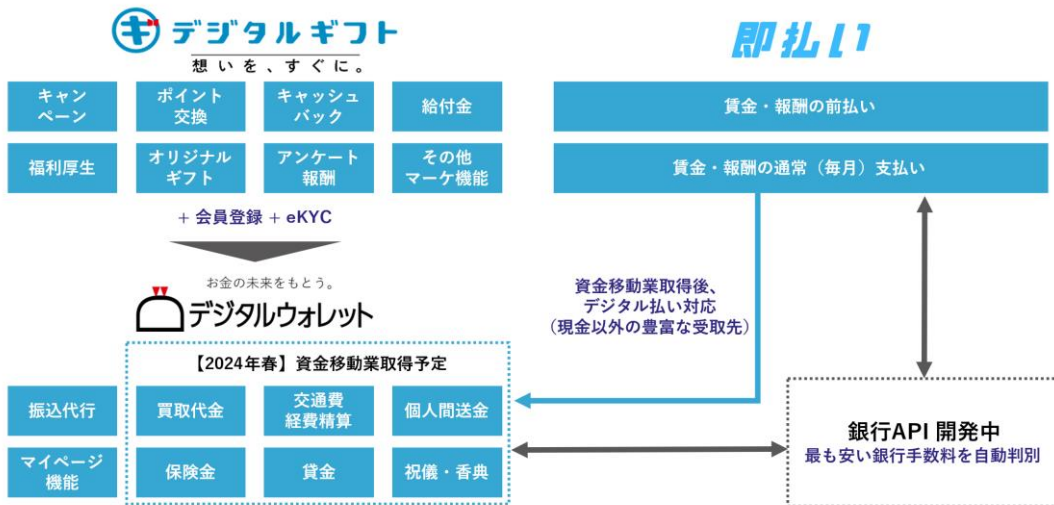 ギ デジタルギフト
想いを、すぐに。
キャン
ペーン
ポイント
交換
キャッシュ
バック
給付金
福利厚生
オリジナル
ギフト
アンケート
報酬
その他
マーケ機能
+ 会員登録 + eKYC
お金の未来をもとう。
デジタルウォレット
【2024年春】資金移動業取得予定
振込代行
買取代金
交通費
経費精算
個人間送金
マイページ
機能
保険金
貸金
祝儀・香典
即払い
賃金・報酬の前払い
賃金・報酬の通常（毎月）支払い
資金移動業取得後、
デジタル払い対応
（現金以外の豊富な受取先）
銀行API 開発中
最も安い銀行手数料を自動判別